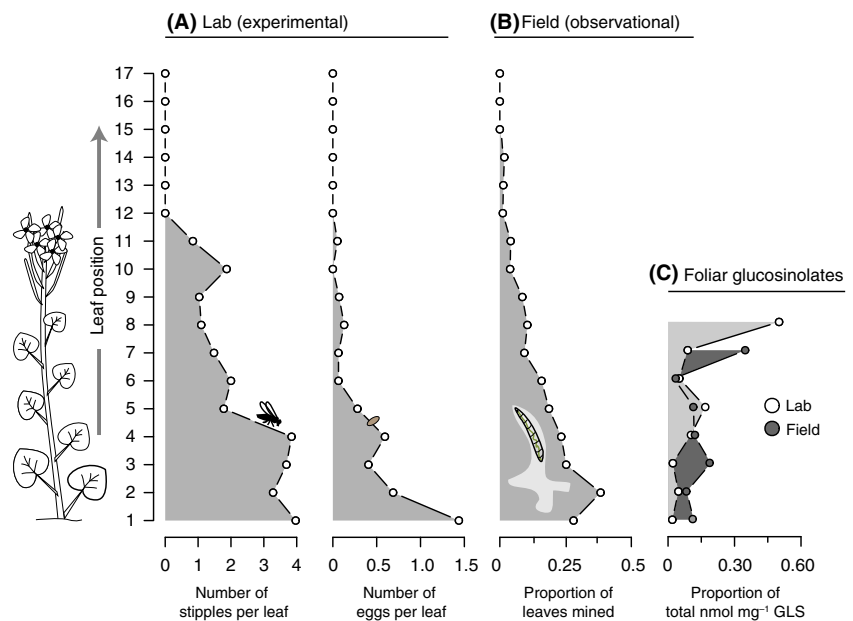 (A) Lab (experimental)
(B) Field (observational)
17
16
15
14
13
12
11
10
9
8
7
6
5
4
3
2
1
Leaf position
(C) Foliar glucosinolates
Lab
Field
0 1 2 3 4
Number of
stipples per leaf
0 0.5 1.0 1.5
Number of
eggs per leaf
0 0.25 0.5
Proportion of
leaves mined
0 0.30 0.60
Proportion of
total nmol mg⁻¹ GLS